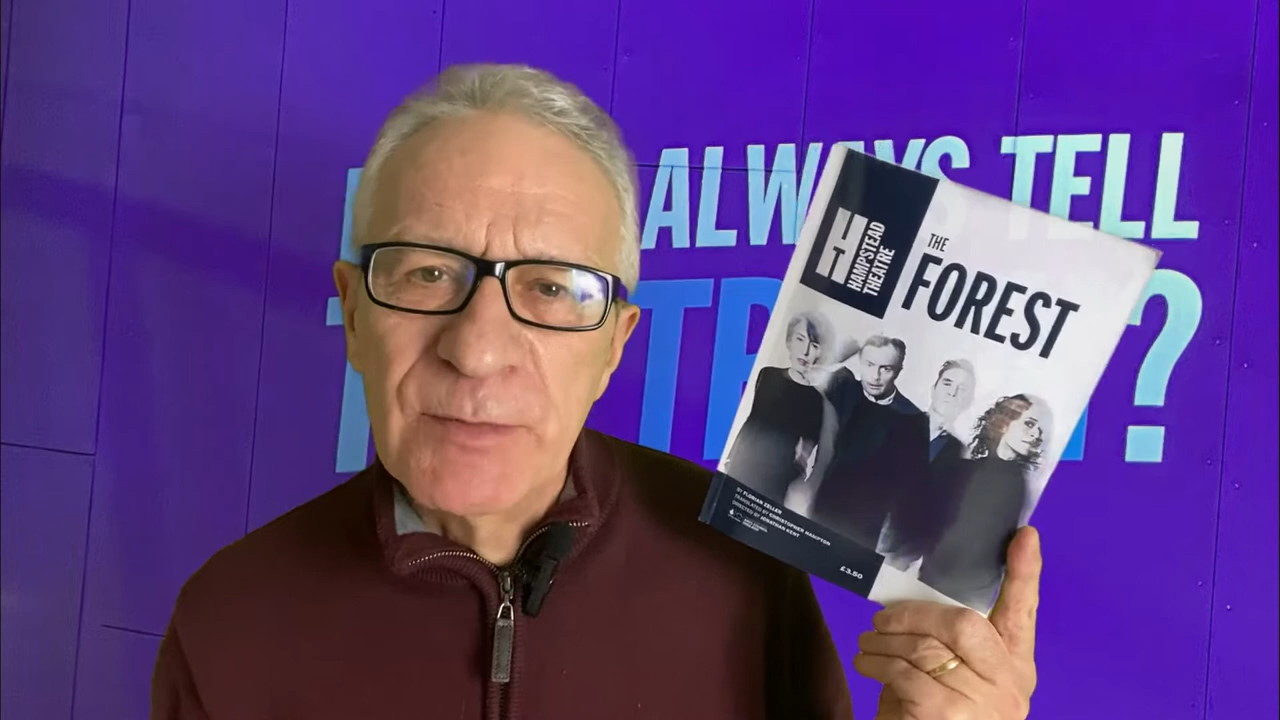 ALWAYS TELL
?
H
HAMPSTEAD
THEATRE
THE
FOREST
BY FLORIAN ZELLER
TRANSLATED BY CHRISTOPHER HAMPTON
DIRECTED BY JONATHAN KENT
£3.50